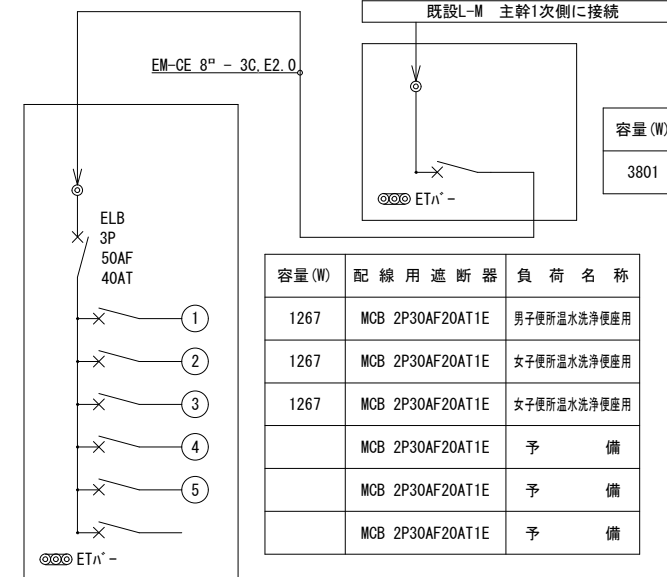 既設L-M 主幹1次側に接続
EM-CE 8□ - 3C,E2.0
容量(W)
3801
ETバー
ELB
3P
50AF
40AT
容量(W) 配線用遮断器 負荷名称
1267 MCB 2P30AF20AT1E 男子便所温水洗浄便座用
1267 MCB 2P30AF20AT1E 女子便所温水洗浄便座用
1267 MCB 2P30AF20AT1E 女子便所温水洗浄便座用
MCB 2P30AF20AT1E 予備
MCB 2P30AF20AT1E 予備
MCB 2P30AF20AT1E 予備
1
2
3
4
5
ETバー